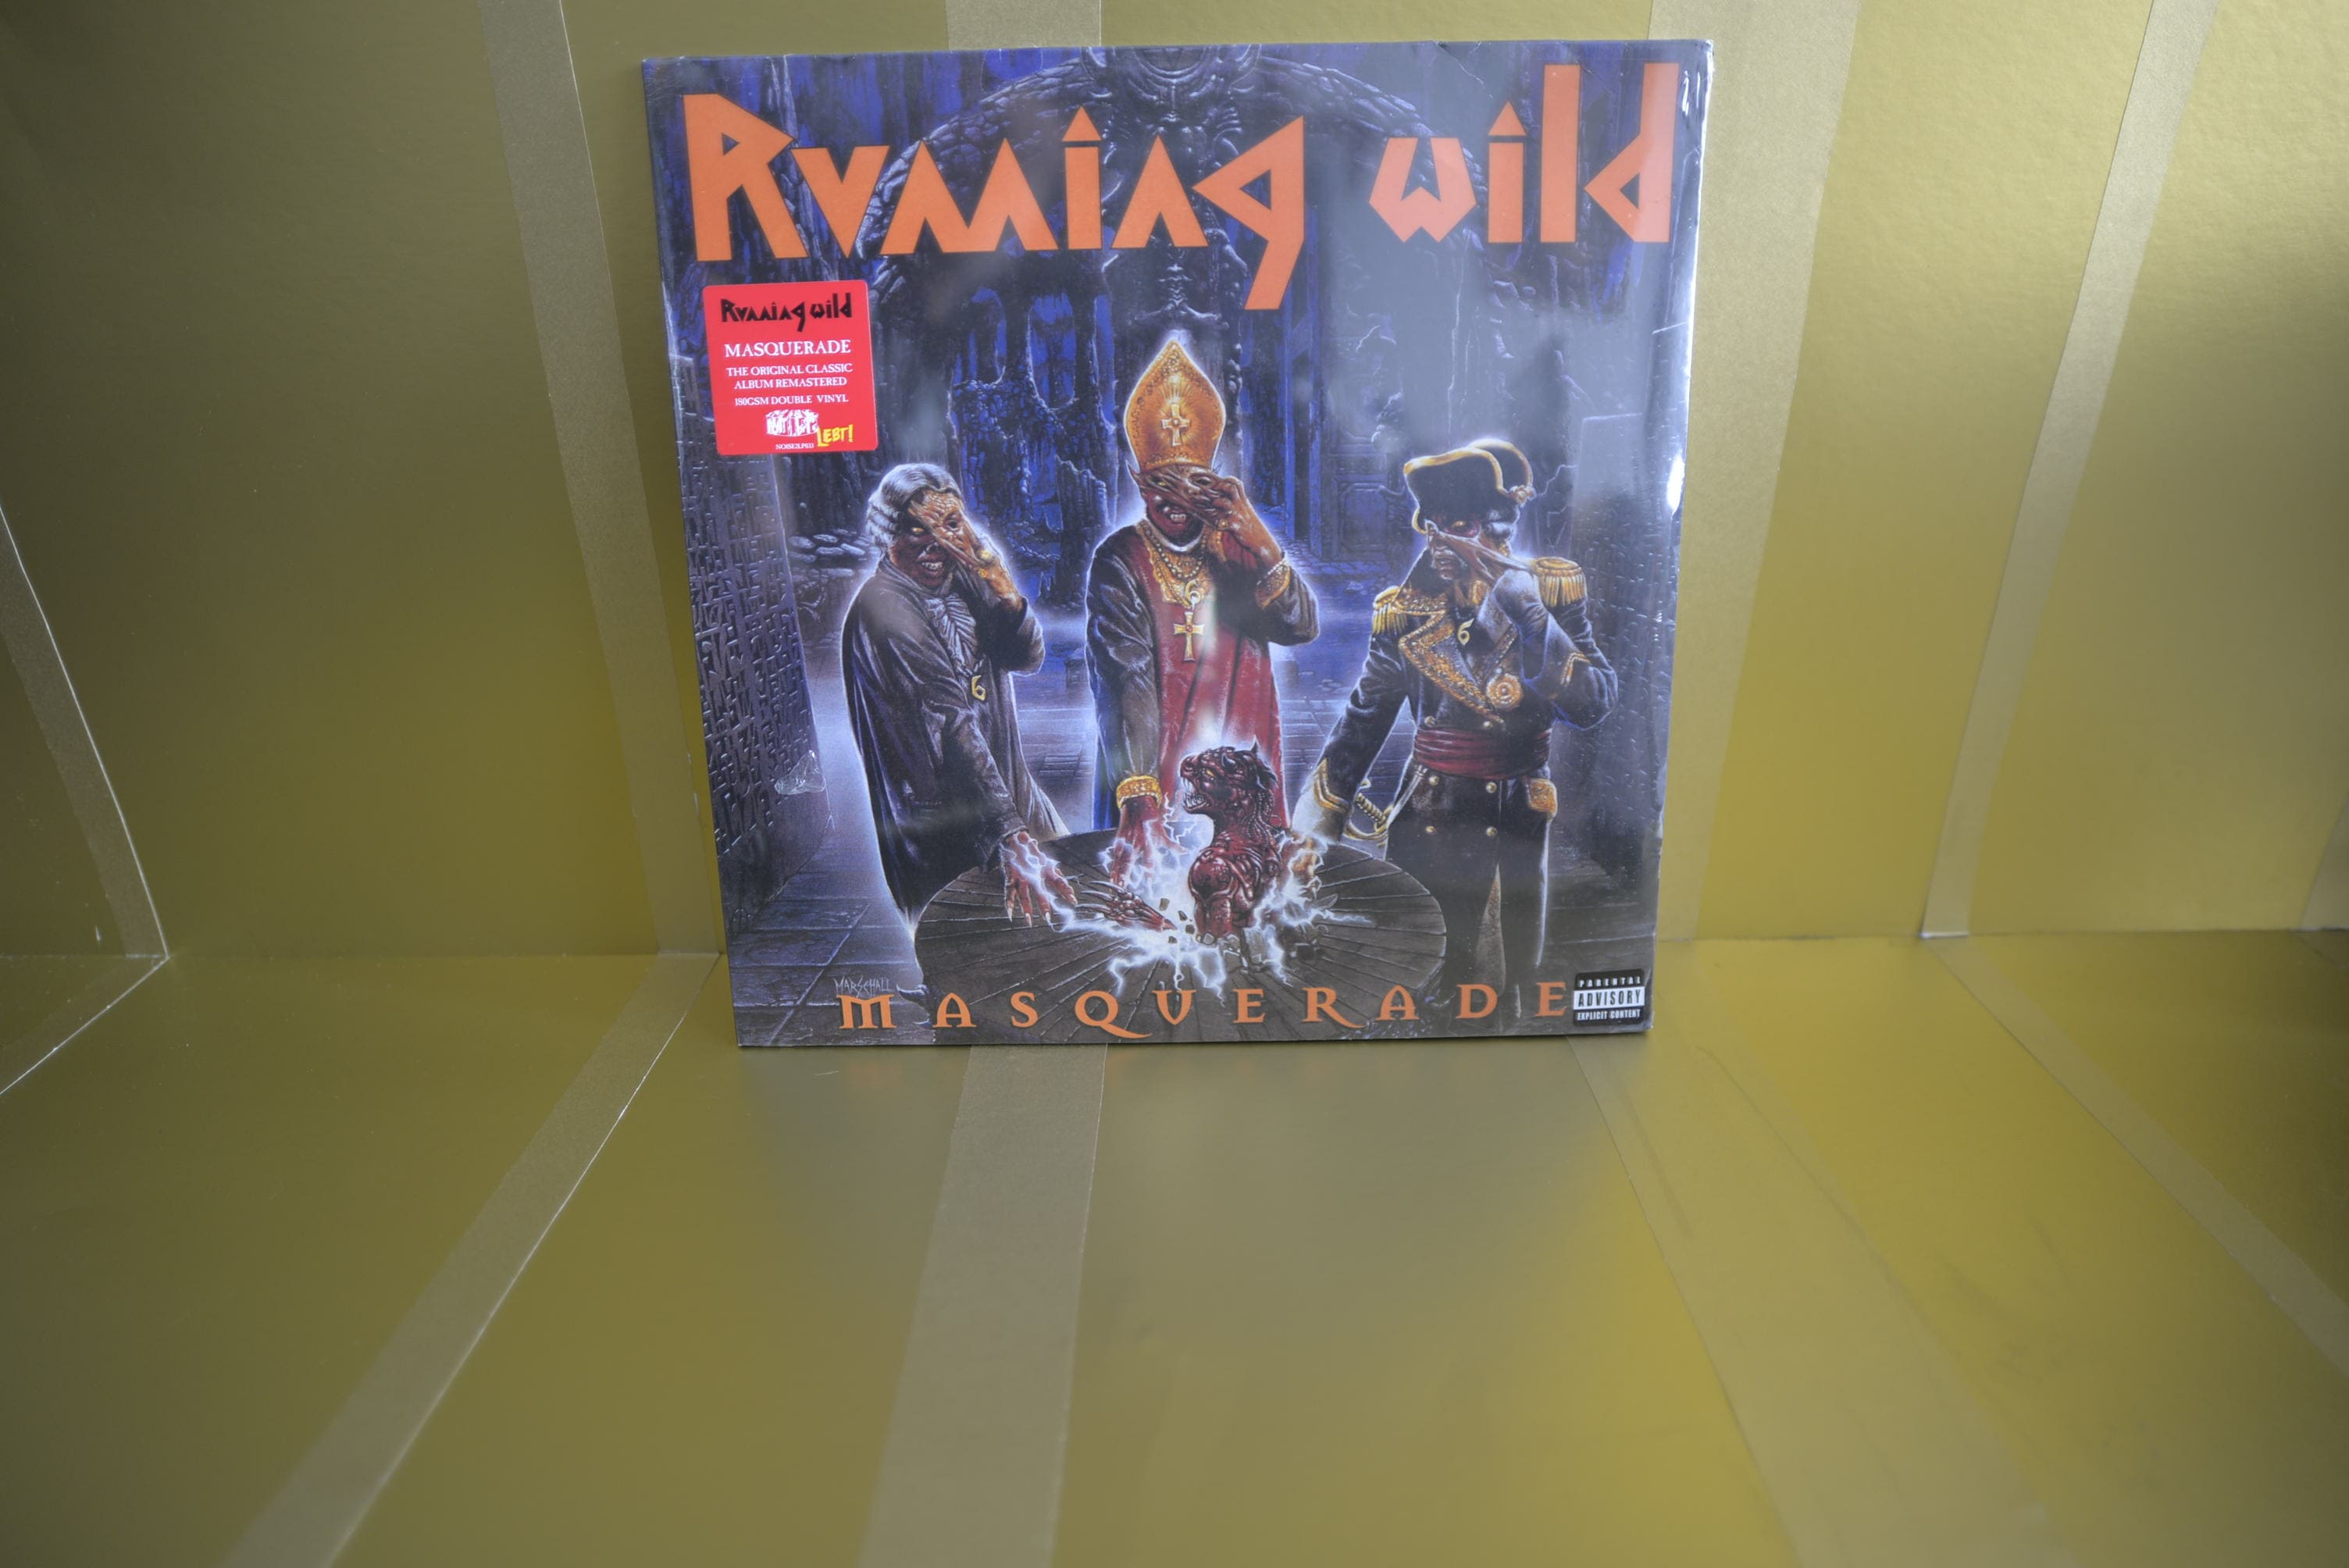 Running Wild
Running Wild
MASQUERADE
THE ORIGINAL CLASSIC
ALBUM REMASTERED
180GSM DOUBLE VINYL
NOISE
LEBT!
MARSCHALL
MASQUERADE
PARENTAL
ADVISORY
EXPLICIT CONTENT